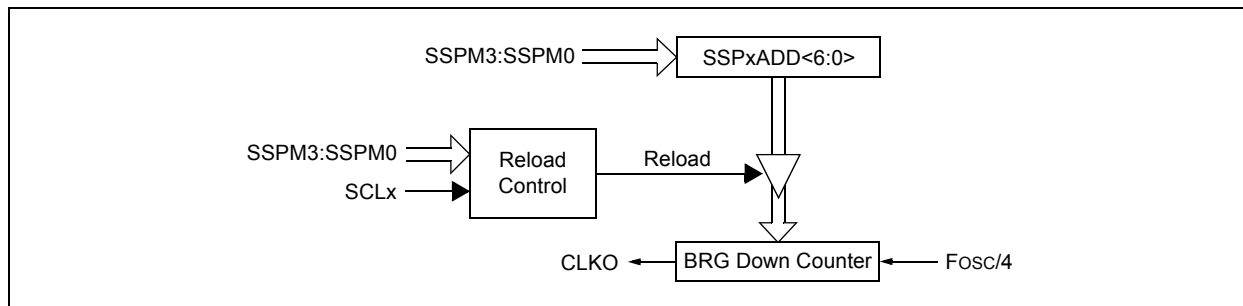 SSPM3:SSPM0
SSPxADD<6:0>
SSPM3:SSPM0
SCLx
Reload
Control
Reload
CLKO
BRG Down Counter
FOSC/4